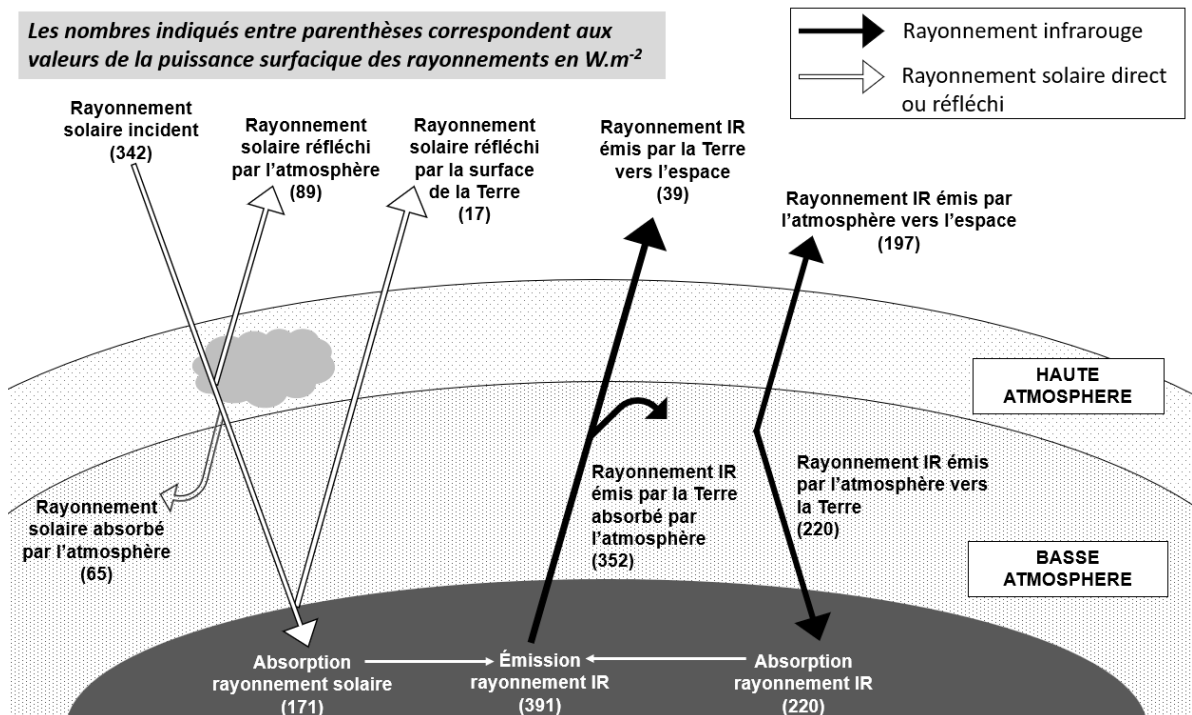 Les nombres indiqués entre parenthèses correspondent aux
valeurs de la puissance surfacique des rayonnements en W.m-2
Rayonnement infrarouge
Rayonnement solaire direct
ou réfléchi
Rayonnement
solaire incident
(342)
Rayonnement
solaire réfléchi
par l’atmosphère
(89)
Rayonnement
solaire réfléchi
par la surface
de la Terre
(17)
Rayonnement IR
émis par la Terre
vers l’espace
(39)
Rayonnement IR émis par
l’atmosphère vers l’espace
(197)
HAUTE
ATMOSPHERE
Rayonnement
solaire absorbé
par l’atmosphère
(65)
Rayonnement IR
émis par la Terre
absorbé par
l’atmosphère
(352)
Rayonnement IR émis
par l’atmosphère vers
la Terre
(220)
BASSE
ATMOSPHERE
Absorption
rayonnement solaire
(171)
Émission
rayonnement IR
(391)
Absorption
rayonnement IR
(220)